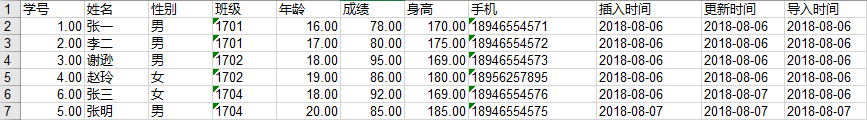 1 学号 姓名 性别 班级 年龄 成绩 身高 手机 插入时间 更新时间 导入时间
2 1.00 张一 男 1701 16.00 78.00 170.00 18946554571 2018-08-06 2018-08-06 2018-08-06
3 2.00 李二 男 1701 17.00 80.00 175.00 18946554572 2018-08-06 2018-08-06 2018-08-06
4 3.00 谢逊 男 1702 18.00 95.00 169.00 18946554573 2018-08-06 2018-08-06 2018-08-06
5 4.00 赵玲 女 1702 19.00 86.00 180.00 18956257895 2018-08-06 2018-08-06 2018-08-06
6 6.00 张三 女 1704 18.00 92.00 169.00 18946554576 2018-08-06 2018-08-07 2018-08-06
7 5.00 张明 男 1704 20.00 85.00 185.00 18946554575 2018-08-07 2018-08-07 2018-08-07